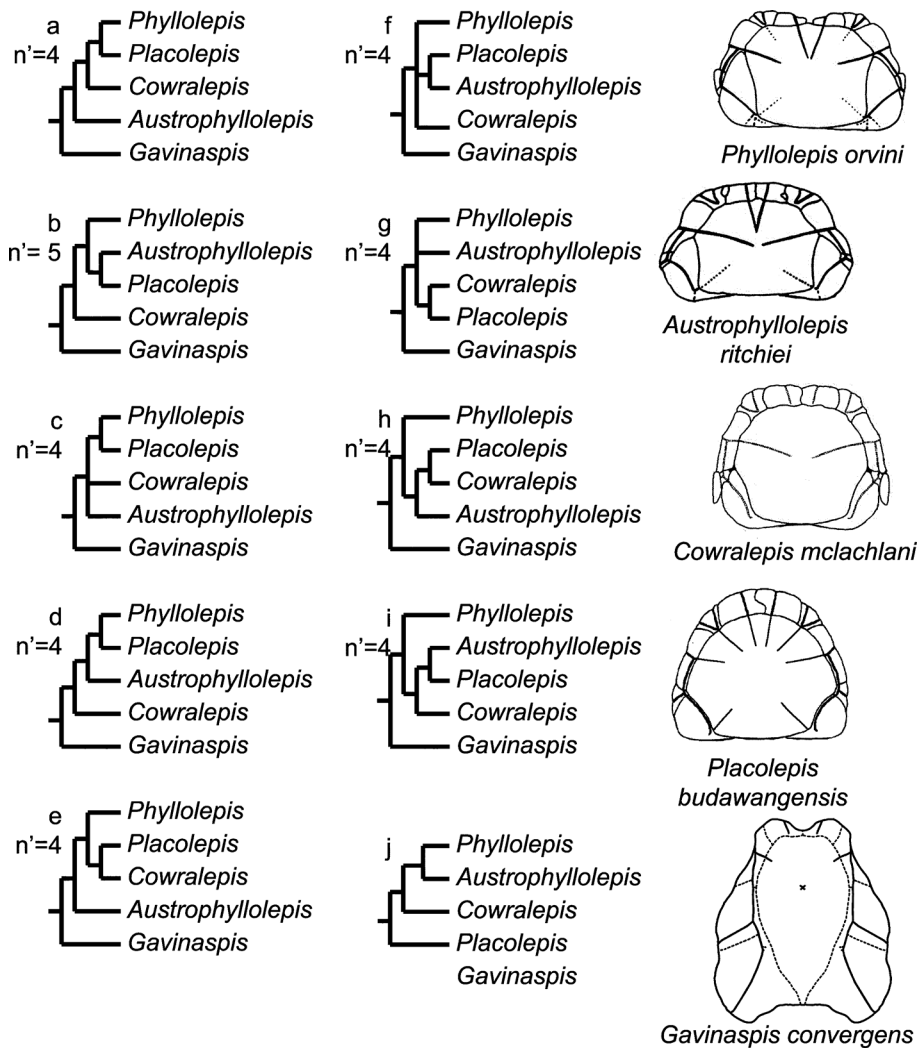 a
n’=4
Phyllolepis
Placolepis
Cowralepis
Austrophyllolepis
Gavinaspis
b
n’= 5
Phyllolepis
Austrophyllolepis
Placolepis
Cowralepis
Gavinaspis
c
n’=4
Phyllolepis
Placolepis
Cowralepis
Austrophyllolepis
Gavinaspis
d
n’=4
Phyllolepis
Placolepis
Austrophyllolepis
Cowralepis
Gavinaspis
e
n’=4
Phyllolepis
Placolepis
Cowralepis
Austrophyllolepis
Gavinaspis
f
n’=4
Phyllolepis
Placolepis
Austrophyllolepis
Cowralepis
Gavinaspis
g
n’=4
Phyllolepis
Austrophyllolepis
Cowralepis
Placolepis
Gavinaspis
h
n’=4
Phyllolepis
Placolepis
Cowralepis
Austrophyllolepis
Gavinaspis
i
n’=4
Phyllolepis
Austrophyllolepis
Placolepis
Cowralepis
Gavinaspis
j
Phyllolepis
Austrophyllolepis
Cowralepis
Placolepis
Gavinaspis
Phyllolepis orvini
Austrophyllolepis
ritchiei
Cowralepis mclachlani
Placolepis
budawangensis
Gavinaspis convergens